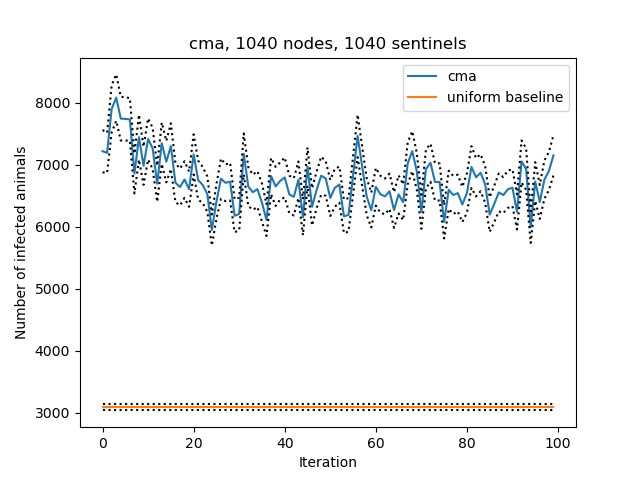 cma, 1040 nodes, 1040 sentinels
cma
uniform baseline
Number of infected animals
8000
7000
6000
5000
4000
3000
0 20 40 60 80 100
Iteration